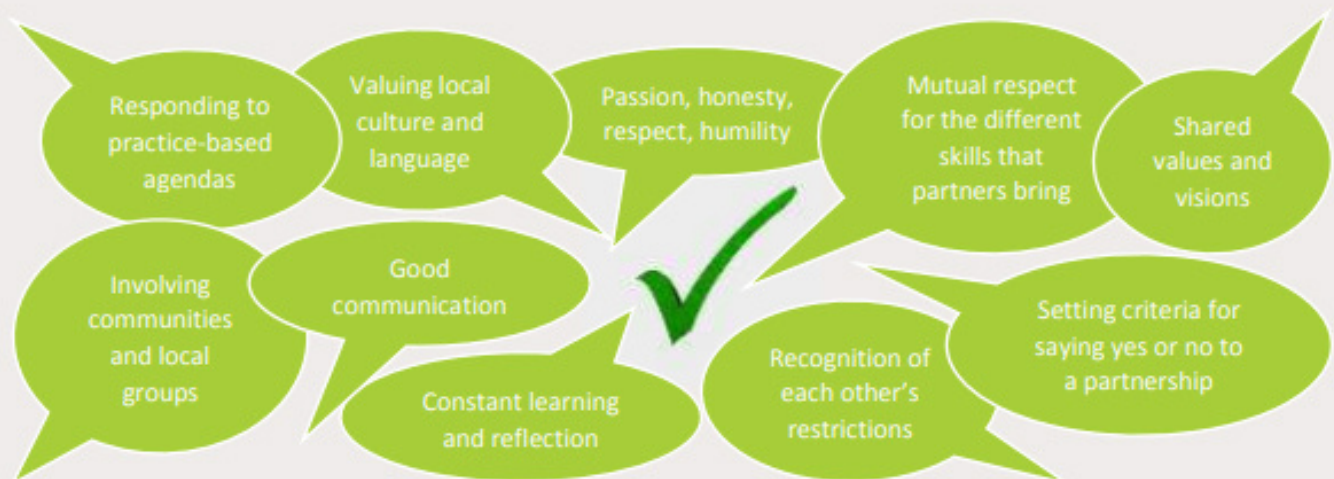 Responding to
practice-based
agendas
Valuing local
culture and
language
Passion, honesty,
respect, humility
Mutual respect
for the different
skills that
partners bring
Shared
values and
visions
Involving
communities
and local
groups
Good
communication
Constant learning
and reflection
Recognition of
each other’s
restrictions
Setting criteria for
saying yes or no to
a partnership